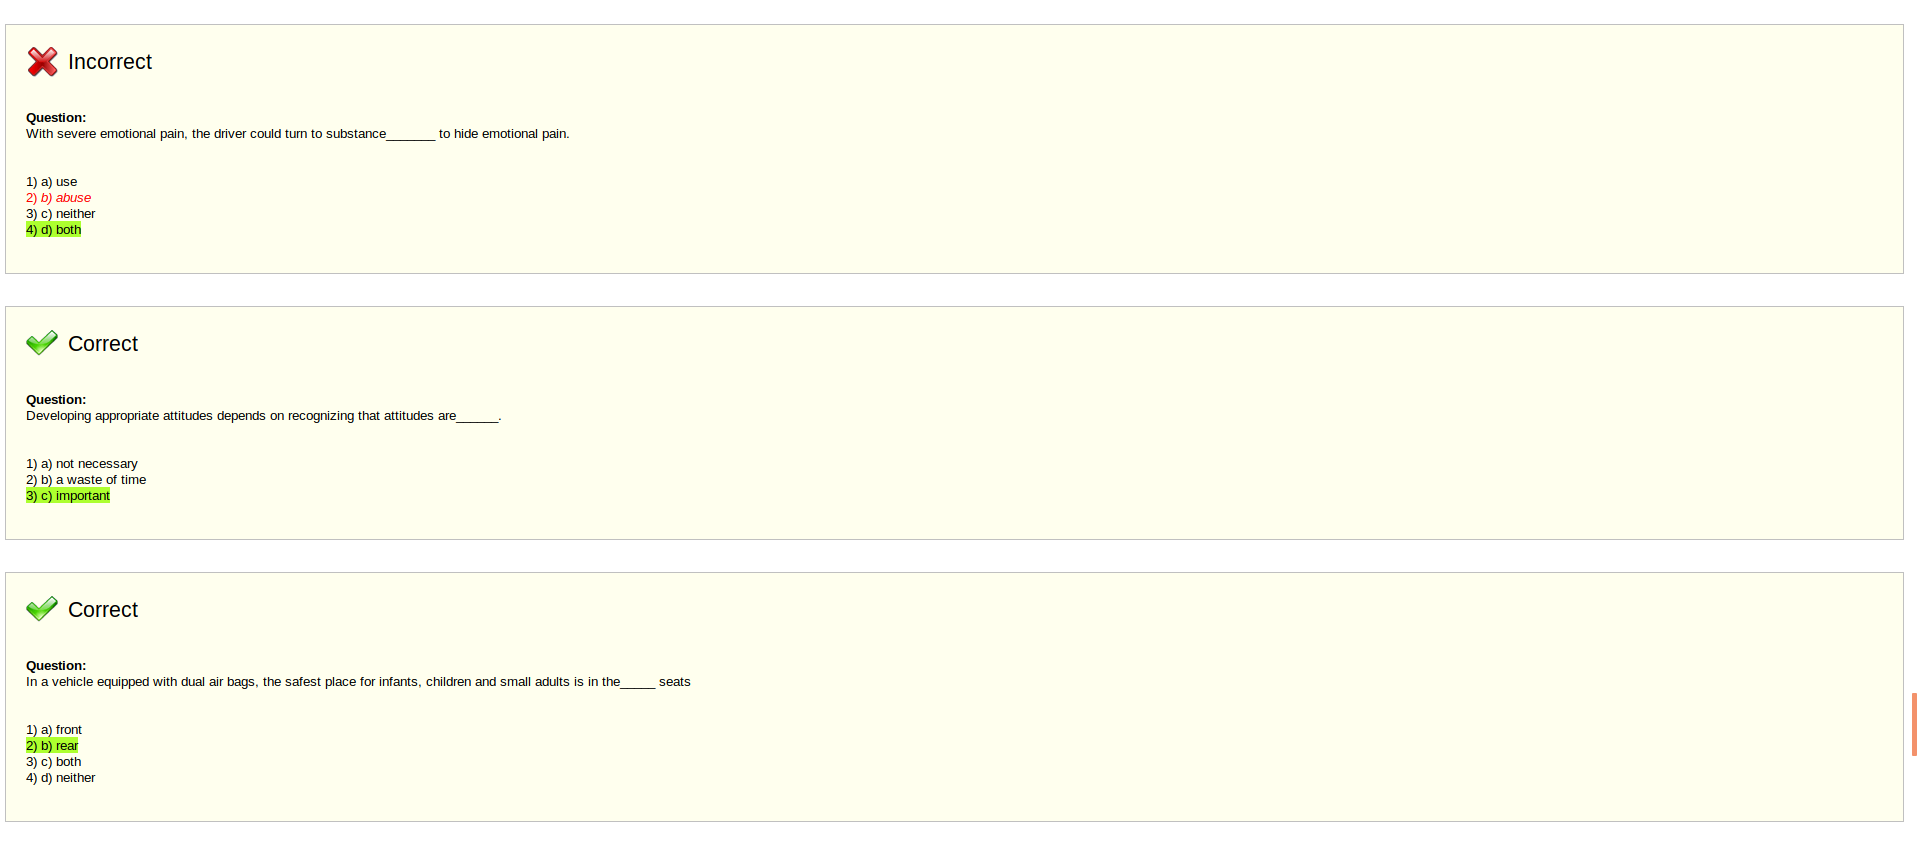 Incorrect
Question:
With severe emotional pain, the driver could turn to substance_______ to hide emotional pain.
1) a) use
2) b) abuse
3) c) neither
4) d) both
Correct
Question:
Developing appropriate attitudes depends on recognizing that attitudes are______.
1) a) not necessary
2) b) a waste of time
3) c) important
Correct
Question:
In a vehicle equipped with dual air bags, the safest place for infants, children and small adults is in the_____ seats
1) a) front
2) b) rear
3) c) both
4) d) neither